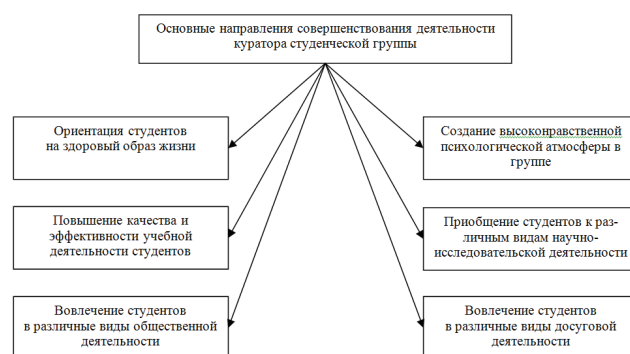 Основные направления совершенствования деятельности
куратора студенческой группы
Ориентация студентов
на здоровый образ жизни
Создание высоконравственной
психологической атмосферы в
группе
Повышение качества и
эффективности учебной
деятельности студентов
Приобщение студентов к раз-
личным видам научно-
исследовательской деятельности
Вовлечение студентов
в различные виды общественной
деятельности
Вовлечение студентов
в различные виды досуговой
деятельности